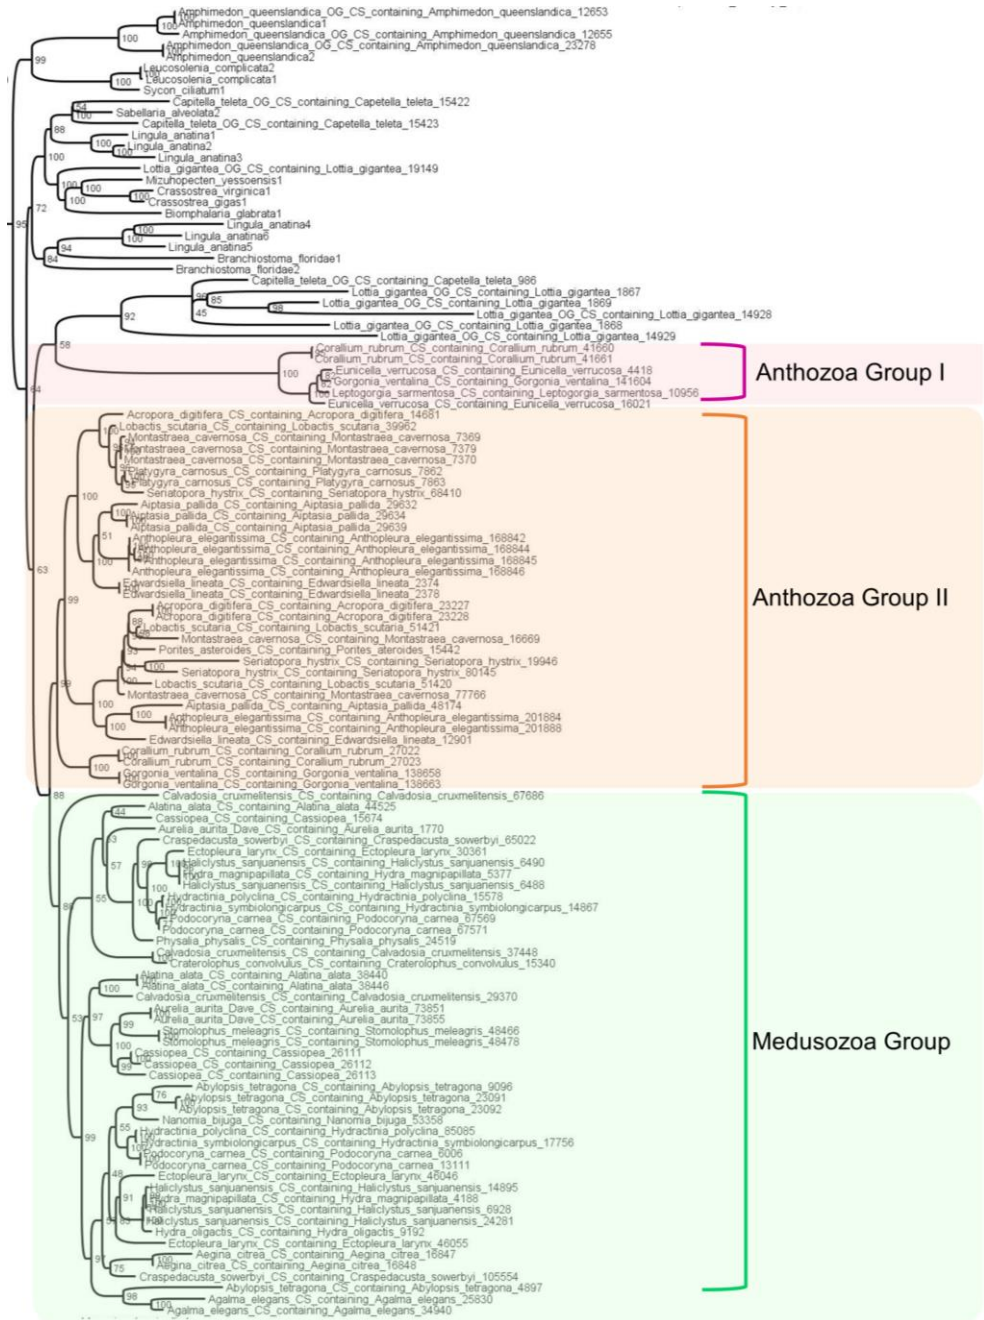 Amphimedon_queenslandica_OG_CS_containing_Amphimedon_queenslandica_12653
Amphimedon_queenslandica1
Amphimedon_queenslandica_OG_CS_containing_Amphimedon_queenslandica_12655
Amphimedon_queenslandica_OG_CS_containing_Amphimedon_queenslandica_23278
Amphimedon_queenslandica2
Leucosolenia_complicata2
Leucosolenia_complicata1
Sycon_ciliatum1
Capitella_teleta_OG_CS_containing_Capetella_teleta_15422
Sabellaria_alveolata2
Capitella_teleta_OG_CS_containing_Capetella_teleta_15423
Lingula_anatina1
Lingula_anatina2
Lingula_anatina3
Lottia_gigantea_OG_CS_containing_Lottia_gigantea_19149
Mizuhopecten_yessoensis1
Crassostrea_virginica1
Crassostrea_gigas1
Biomphalaria_glabrata1
Lingula_anatina4
Lingula_anatina6
Lingula_anatina5
Branchiostoma_floridae1
Branchiostoma_floridae2
Capitella_teleta_OG_CS_containing_Capetella_teleta_986
Lottia_gigantea_OG_CS_containing_Lottia_gigantea_1867
Lottia_gigantea_OG_CS_containing_Lottia_gigantea_1869
Lottia_gigantea_OG_CS_containing_Lottia_gigantea_14928
Lottia_gigantea_OG_CS_containing_Lottia_gigantea_1868
Lottia_gigantea_OG_CS_containing_Lottia_gigantea_14929
Corallium_rubrum_CS_containing_Corallium_rubrum_41660
Corallium_rubrum_CS_containing_Corallium_rubrum_41661
Eunicella_verrucosa_CS_containing_Eunicella_verrucosa_4418
Gorgonia_ventalina_CS_containing_Gorgonia_ventalina_141604
Leptogorgia_sarmentosa_CS_containing_Leptogorgia_sarmentosa_10956
Eunicella_verrucosa_CS_containing_Eunicella_verrucosa_16021
Anthozoa Group I
Acropora_digitifera_CS_containing_Acropora_digitifera_14681
Lobactis_scutaria_CS_containing_Lobactis_scutaria_39962
Montastraea_cavernosa_CS_containing_Montastraea_cavernosa_7369
Montastraea_cavernosa_CS_containing_Montastraea_cavernosa_7379
Montastraea_cavernosa_CS_containing_Montastraea_cavernosa_7370
Platygyra_carnosus_CS_containing_Platygyra_carnosus_7862
Platygyra_carnosus_CS_containing_Platygyra_carnosus_7863
Seriatopora_hystrix_CS_containing_Seriatopora_hystrix_68410
Aiptasia_pallida_CS_containing_Aiptasia_pallida_29632
Aiptasia_pallida_CS_containing_Aiptasia_pallida_29634
Aiptasia_pallida_CS_containing_Aiptasia_pallida_29639
Anthopleura_elegantissima_CS_containing_Anthopleura_elegantissima_168842
Anthopleura_elegantissima_CS_containing_Anthopleura_elegantissima_168844
Anthopleura_elegantissima_CS_containing_Anthopleura_elegantissima_168845
Anthopleura_elegantissima_CS_containing_Anthopleura_elegantissima_168846
Edwardsiella_lineata_CS_containing_Edwardsiella_lineata_2374
Edwardsiella_lineata_CS_containing_Edwardsiella_lineata_2378
Acropora_digitifera_CS_containing_Acropora_digitifera_23227
Acropora_digitifera_CS_containing_Acropora_digitifera_23228
Lobactis_scutaria_CS_containing_Lobactis_scutaria_51421
Montastraea_cavernosa_CS_containing_Montastraea_cavernosa_16669
Porites_asteroides_CS_containing_Porites_ateroides_15442
Seriatopora_hystrix_CS_containing_Seriatopora_hystrix_19946
Seriatopora_hystrix_CS_containing_Seriatopora_hystrix_80145
Lobactis_scutaria_CS_containing_Lobactis_scutaria_51420
Montastraea_cavernosa_CS_containing_Montastraea_cavernosa_77766
Aiptasia_pallida_CS_containing_Aiptasia_pallida_48174
Anthopleura_elegantissima_CS_containing_Anthopleura_elegantissima_201884
Anthopleura_elegantissima_CS_containing_Anthopleura_elegantissima_201888
Edwardsiella_lineata_CS_containing_Edwardsiella_lineata_12901
Corallium_rubrum_CS_containing_Corallium_rubrum_27022
Corallium_rubrum_CS_containing_Corallium_rubrum_27023
Gorgonia_ventalina_CS_containing_Gorgonia_ventalina_138658
Gorgonia_ventalina_CS_containing_Gorgonia_ventalina_138663
Anthozoa Group II
Calvadosia_cruxmelitensis_CS_containing_Calvadosia_cruxmelitensis_67686
Alatina_alata_CS_containing_Alatina_alata_44525
Cassiopea_CS_containing_Cassiopea_15674
Aurelia_aurita_Dave_CS_containing_Aurelia_aurita_1770
Craspedacusta_sowerbyi_CS_containing_Craspedacusta_sowerbyi_65022
Ectopleura_larynx_CS_containing_Ectopleura_larynx_30361
Haliclystus_sanjuanensis_CS_containing_Haliclystus_sanjuanensis_6490
Hydra_magnipapillata_CS_containing_Hydra_magnipapillata_5377
Haliclystus_sanjuanensis_CS_containing_Haliclystus_sanjuanensis_6488
Hydractinia_polyclina_CS_containing_Hydractinia_polyclina_15578
Hydractinia_symbiolongicarpus_CS_containing_Hydractinia_symbiolongicarpus_14867
Podocoryna_carnea_CS_containing_Podocoryna_carnea_67569
Podocoryna_carnea_CS_containing_Podocoryna_carnea_67571
Physalia_physalis_CS_containing_Physalia_physalis_24519
Calvadosia_cruxmelitensis_CS_containing_Calvadosia_cruxmelitensis_37448
Craterolophus_convolvulus_CS_containing_Craterolophus_convolvulus_15340
Alatina_alata_CS_containing_Alatina_alata_38440
Alatina_alata_CS_containing_Alatina_alata_38446
Calvadosia_cruxmelitensis_CS_containing_Calvadosia_cruxmelitensis_29370
Aurelia_aurita_Dave_CS_containing_Aurelia_aurita_73851
Aurelia_aurita_Dave_CS_containing_Aurelia_aurita_73855
Stomolophus_meleagris_CS_containing_Stomolophus_meleagris_48466
Stomolophus_meleagris_CS_containing_Stomolophus_meleagris_48478
Cassiopea_CS_containing_Cassiopea_26111
Cassiopea_CS_containing_Cassiopea_26112
Cassiopea_CS_containing_Cassiopea_26113
Medusozoa Group
Abylopsis_tetragona_CS_containing_Abylopsis_tetragona_9096
Abylopsis_tetragona_CS_containing_Abylopsis_tetragona_23091
Abylopsis_tetragona_CS_containing_Abylopsis_tetragona_23092
Nanomia_bijuga_CS_containing_Nanomia_bijuga_53358
Hydractinia_polyclina_CS_containing_Hydractinia_polyclina_85085
Hydractinia_symbiolongicarpus_CS_containing_Hydractinia_symbiolongicarpus_17756
Podocoryna_carnea_CS_containing_Podocoryna_carnea_6006
Podocoryna_carnea_CS_containing_Podocoryna_carnea_13111
Ectopleura_larynx_CS_containing_Ectopleura_larynx_46046
Haliclystus_sanjuanensis_CS_containing_Haliclystus_sanjuanensis_14895
Hydra_magnipapillata_CS_containing_Hydra_magnipapillata_4188
Haliclystus_sanjuanensis_CS_containing_Haliclystus_sanjuanensis_6928
Haliclystus_sanjuanensis_CS_containing_Haliclystus_sanjuanensis_24281
Hydra_oligactis_CS_containing_Hydra_oligactis_9192
Ectopleura_larynx_CS_containing_Ectopleura_larynx_46055
Aegina_citrea_CS_containing_Aegina_citrea_16847
Aegina_citrea_CS_containing_Aegina_citrea_16848
Craspedacusta_sowerbyi_CS_containing_Craspedacusta_sowerbyi_105554
Abylopsis_tetragona_CS_containing_Abylopsis_tetragona_4897
Agalma_elegans_CS_containing_Agalma_elegans_25830
Agalma_elegans_CS_containing_Agalma_elegans_34940